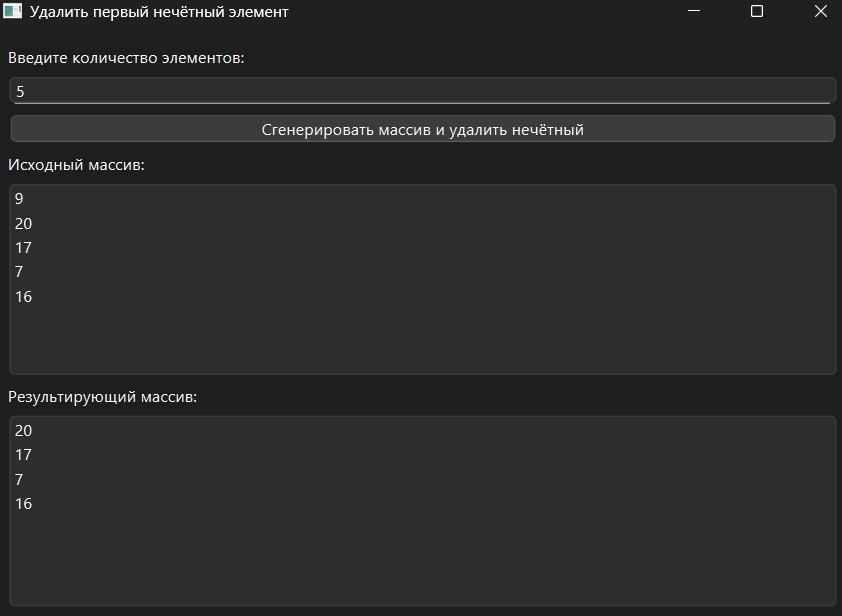 Удалить первый нечётный элемент
Введите количество элементов:
5
Сгенерировать массив и удалить нечётный
Исходный массив:
9
20
17
7
16
Результирующий массив:
20
17
7
16